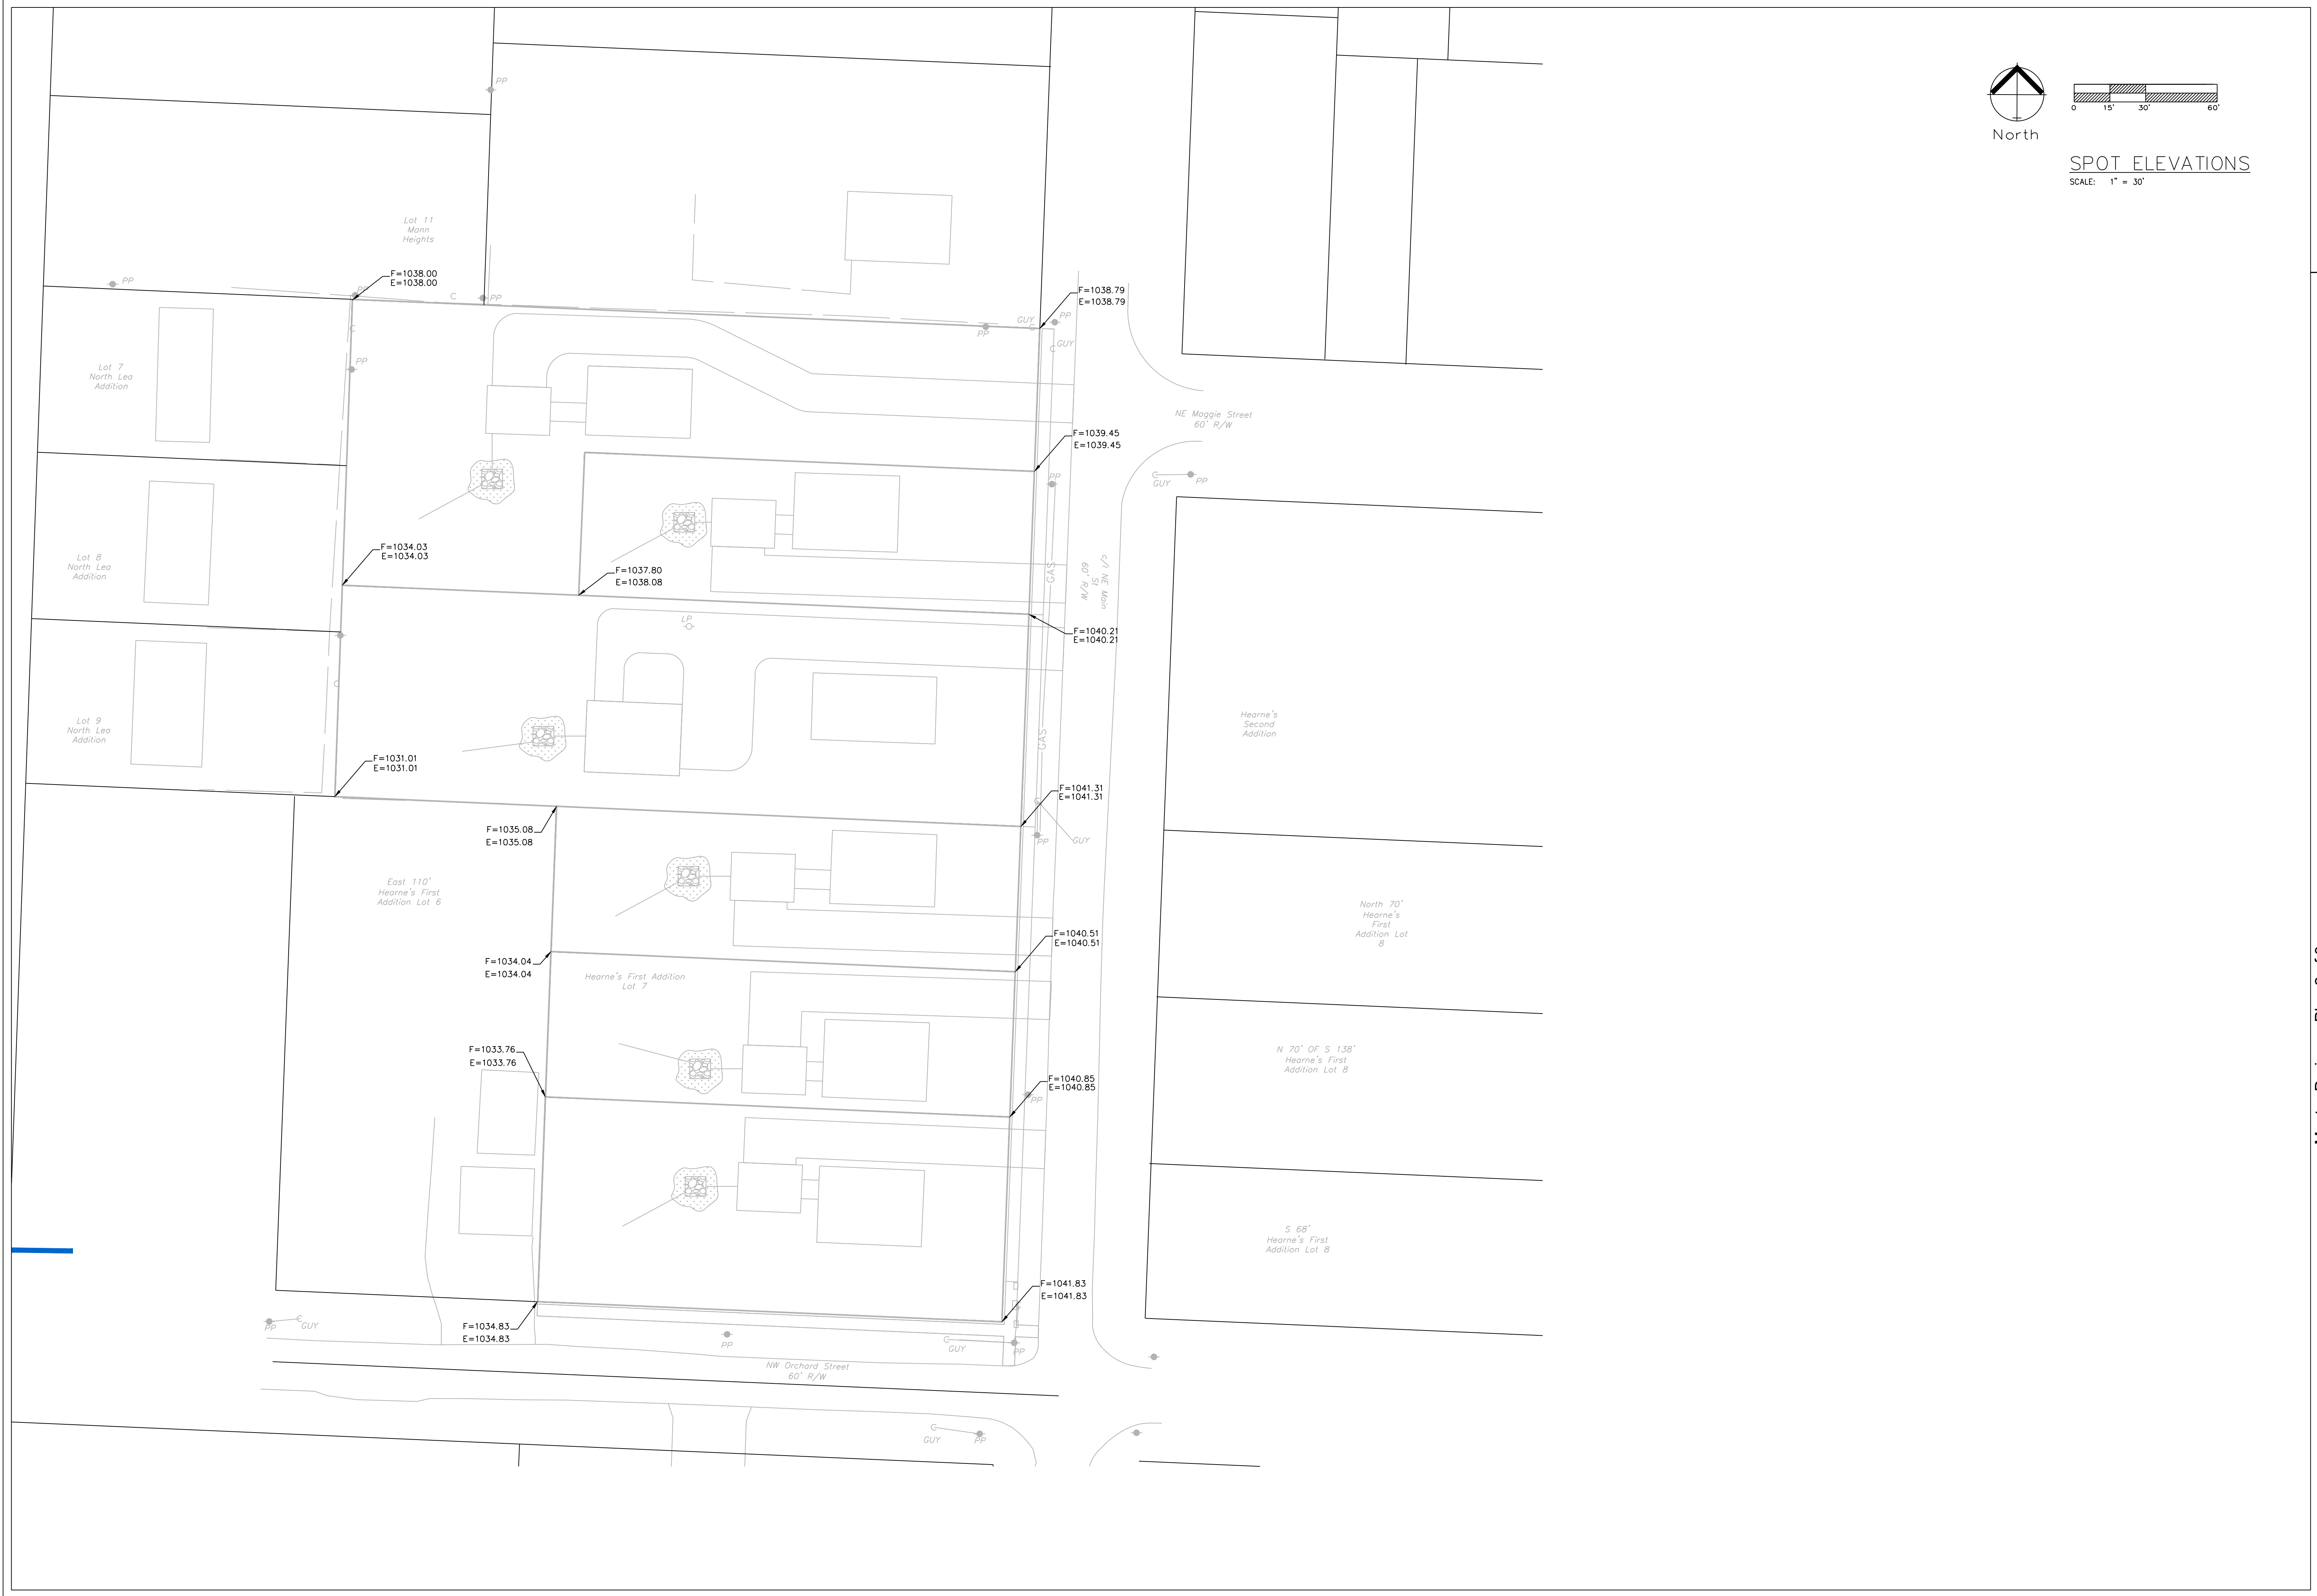 PP
North
0 15' 30' 60'
SPOT ELEVATIONS
SCALE: 1" = 30'
Lot 11
Mann
Heights
PP
PP
PP
F=1038.00
E=1038.00
C
F=1038.79
E=1038.79
GUY
C
PP
PP
C
GUY
C
PP
Lot 7
North Lea
Addition
NE Maggie Street
60' R/W
F=1039.45
E=1039.45
PP
C
GUY
PP
Lot 8
North Lea
Addition
F=1034.03
E=1034.03
F=1037.80
E=1038.08
GAS
c/l NE Main
St
60' R/W
LP
F=1040.21
E=1040.21
C
Lot 9
North Lea
Addition
Hearne's
Second
Addition
GAS
F=1031.01
E=1031.01
F=1041.31
E=1041.31
C
PP
GUY
F=1035.08
E=1035.08
East 110'
Hearne's First
Addition Lot 6
North 70'
Hearne's
First
Addition Lot
8
F=1040.51
E=1040.51
F=1034.04
E=1034.04
Hearne's First Addition
Lot 7
F=1033.76
E=1033.76
N 70' OF S 138'
Hearne's First
Addition Lot 8
F=1040.85
E=1040.85
PP
S 68'
Hearne's First
Addition Lot 8
F=1041.83
E=1041.83
PP
C
GUY
F=1034.83
E=1034.83
PP
C
GUY
PP
NW Orchard Street
60' R/W
C
GUY
PP